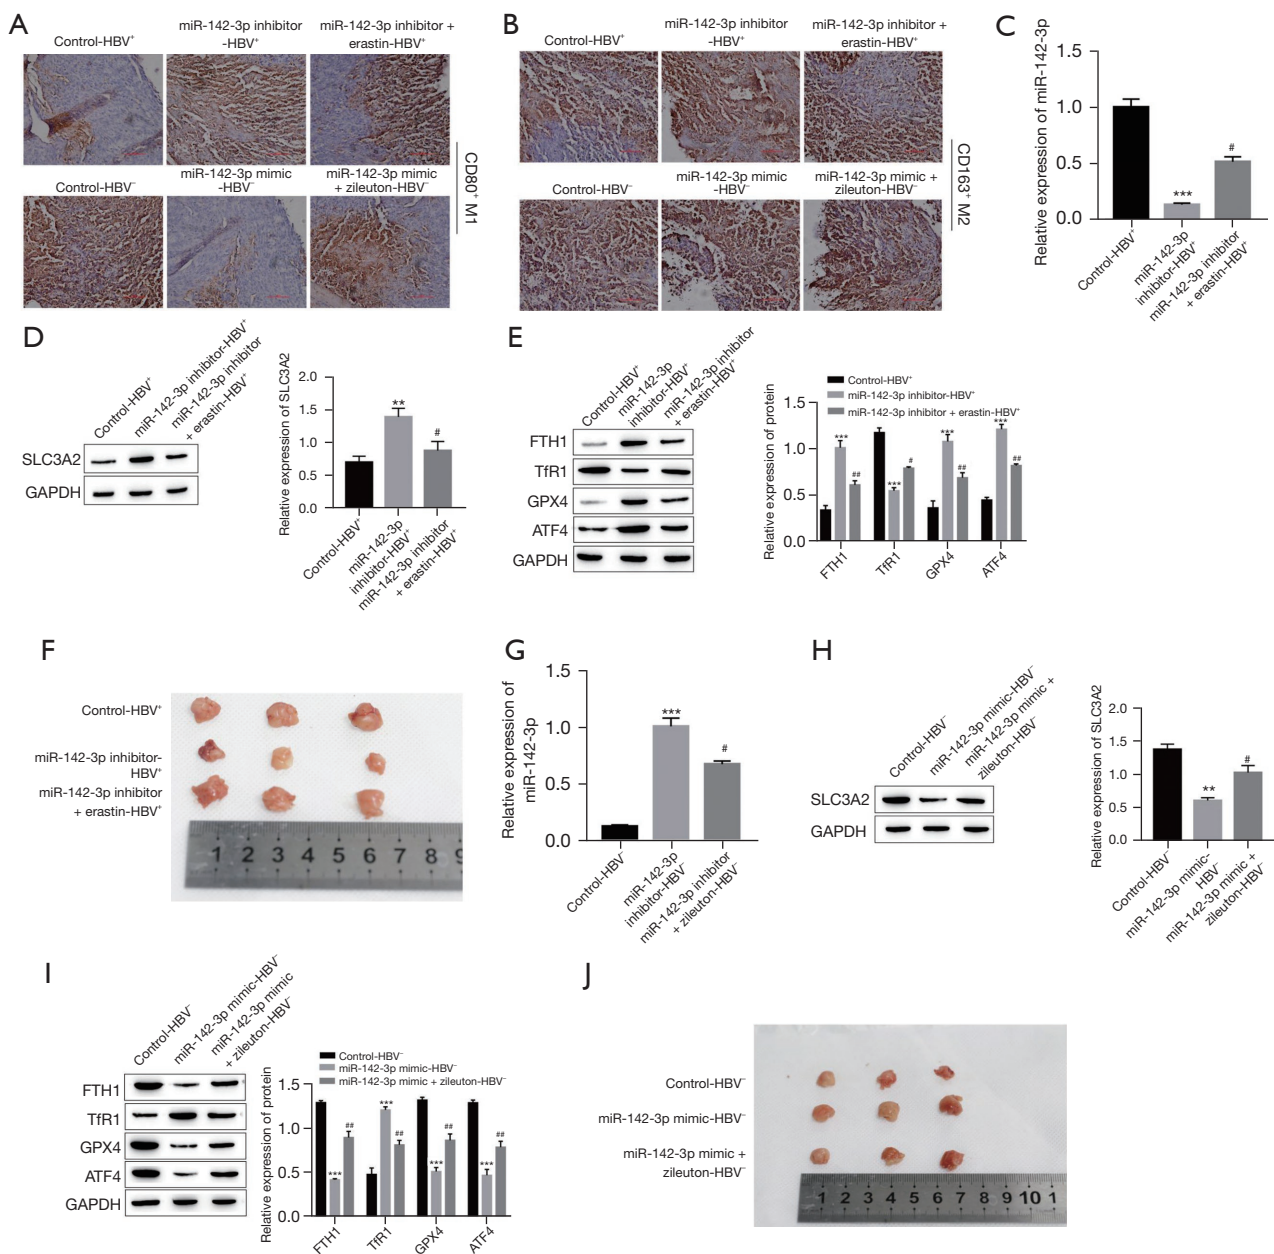 A
Control-HBV⁺
miR-142-3p inhibitor
-HBV⁺
miR-142-3p inhibitor +
erastin-HBV⁺
Control-HBV⁻
miR-142-3p mimic
-HBV⁻
miR-142-3p mimic
+ zileuton-HBV⁻
CD80⁺ M1
B
Control-HBV⁺
miR-142-3p inhibitor
-HBV⁺
miR-142-3p inhibitor +
erastin-HBV⁺
Control-HBV⁻
miR-142-3p mimic
-HBV⁻
miR-142-3p mimic +
zileuton-HBV⁻
CD163⁺ M2
C
Relative expression of miR-142-3p
1.5
1.0
0.5
0.0
***
#
Control-HBV⁺
miR-142-3p
inhibitor-HBV⁺
miR-142-3p inhibitor
+ erastin-HBV⁺
D
Control-HBV⁺
miR-142-3p inhibitor-HBV⁺
miR-142-3p inhibitor
+ erastin-HBV⁺
SLC3A2
GAPDH
Relative expression of SLC3A2
2.0
1.5
1.0
0.5
0.0
**
#
Control-HBV⁺
miR-142-3p
inhibitor-HBV⁺
miR-142-3p inhibitor
+ erastin-HBV⁺
E
Control-HBV⁺
miR-142-3p
inhibitor-HBV⁺
miR-142-3p inhibitor
+ erastin-HBV⁺
FTH1
TfR1
GPX4
ATF4
GAPDH
Relative expression of protein
Control-HBV⁺
miR-142-3p inhibitor-HBV⁺
miR-142-3p inhibitor + erastin-HBV⁺
1.5
1.0
0.5
0.0
***
##
***
#
***
##
***
##
FTH1
TfR1
GPX4
ATF4
F
Control-HBV⁺
miR-142-3p inhibitor-
HBV⁺
miR-142-3p inhibitor
+ erastin-HBV⁺
1 2 3 4 5 6 7 8 9
G
Relative expression of
miR-142-3p
1.5
1.0
0.5
0.0
***
#
Control-HBV⁻
miR-142-3p
inhibitor-HBV⁻
miR-142-3p inhibitor
+ zileuton-HBV⁻
H
Control-HBV⁻
miR-142-3p mimic-HBV⁻
miR-142-3p mimic +
zileuton-HBV⁻
SLC3A2
GAPDH
Relative expression of SLC3A2
2.0
1.5
1.0
0.5
0.0
**
#
Control-HBV⁻
miR-142-3p mimic-
HBV⁻
miR-142-3p mimic +
zileuton-HBV⁻
I
Control-HBV⁻
miR-142-3p mimic-HBV⁻
miR-142-3p mimic
+ zileuton-HBV⁻
FTH1
TfR1
GPX4
ATF4
GAPDH
Relative expression of protein
Control-HBV⁻
miR-142-3p mimic-HBV⁻
miR-142-3p mimic + zileuton-HBV⁻
1.5
1.0
0.5
0.0
***
##
***
##
***
##
***
##
FTH1
TfR1
GPX4
ATF4
J
Control-HBV⁻
miR-142-3p mimic-HBV⁻
miR-142-3p mimic +
zileuton-HBV⁻
1 2 3 4 5 6 7 8 9 10 1